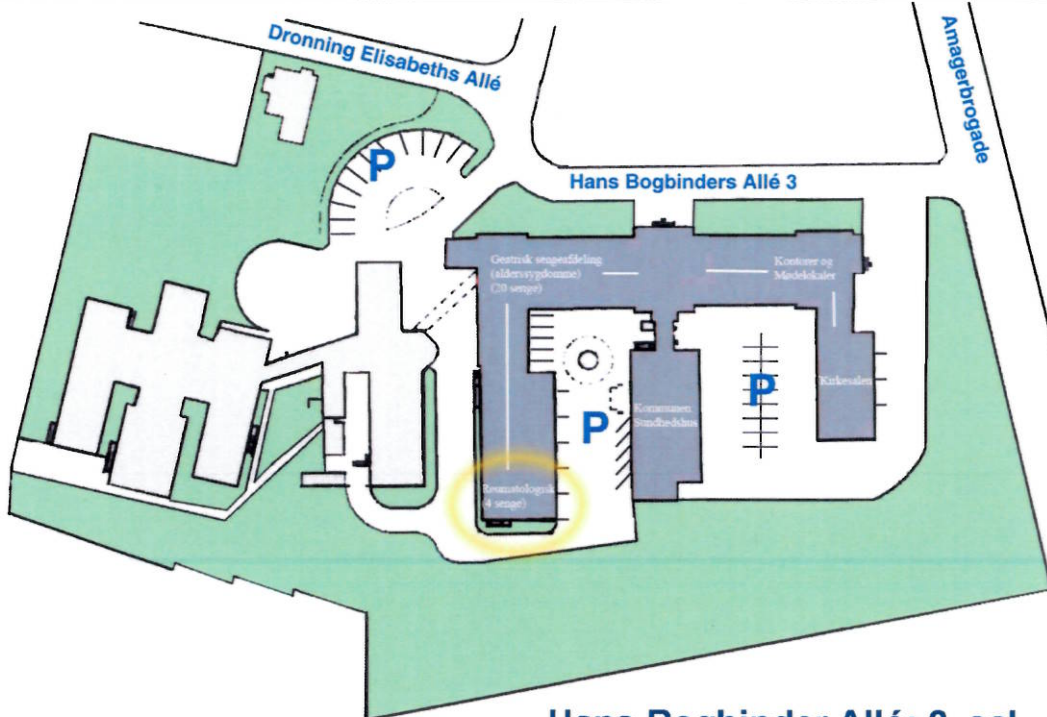 Dronning Elisabeths Allé
Amagerbrogade
P
Hans Bogbinders Allé 3
Geritrisk sengeafdeling
(alderssygdomme)
(20 senge)
Kontorer og
Mødelokaler
Kirkesalen
P
P
Kommunen
Sundhedshus
Reumatologisk
(4 senge)